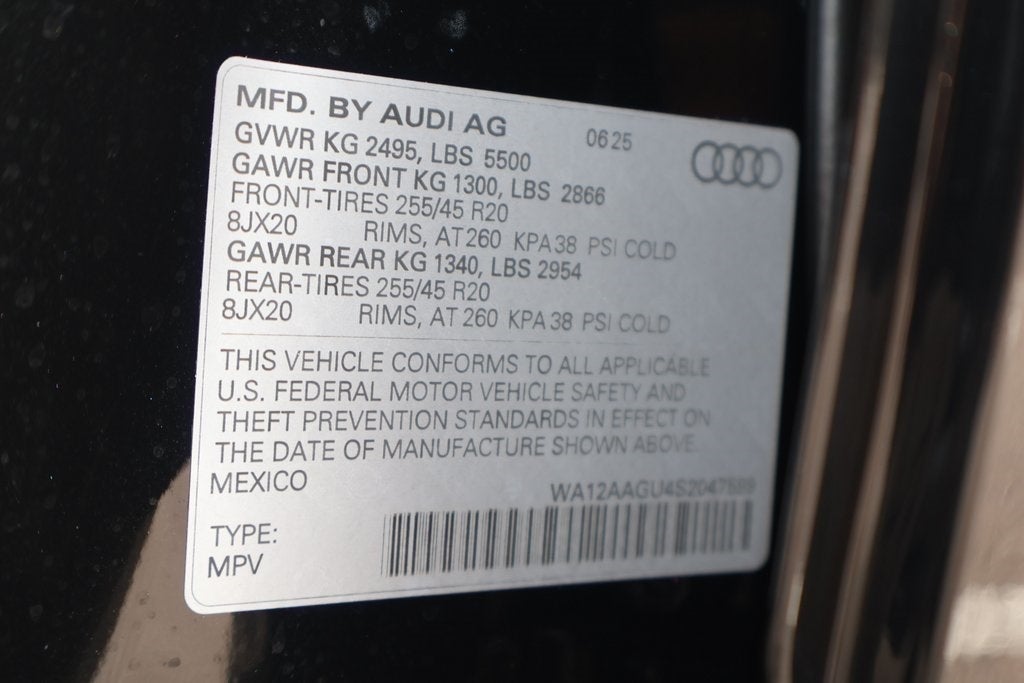 MFD. BY AUDI AG 06 25
GVWR KG 2495, LBS 5500
GAWR FRONT KG 1300, LBS 2866
FRONT-TIRES 255/45 R20
8JX20 RIMS, AT 260 KPA 38 PSI COLD
GAWR REAR KG 1340, LBS 2954
REAR-TIRES 255/45 R20
8JX20 RIMS, AT 260 KPA 38 PSI COLD
THIS VEHICLE CONFORMS TO ALL APPLICABLE
U.S. FEDERAL MOTOR VEHICLE SAFETY AND
THEFT PREVENTION STANDARDS IN EFFECT ON
THE DATE OF MANUFACTURE SHOWN ABOVE.
MEXICO
TYPE:
MPV